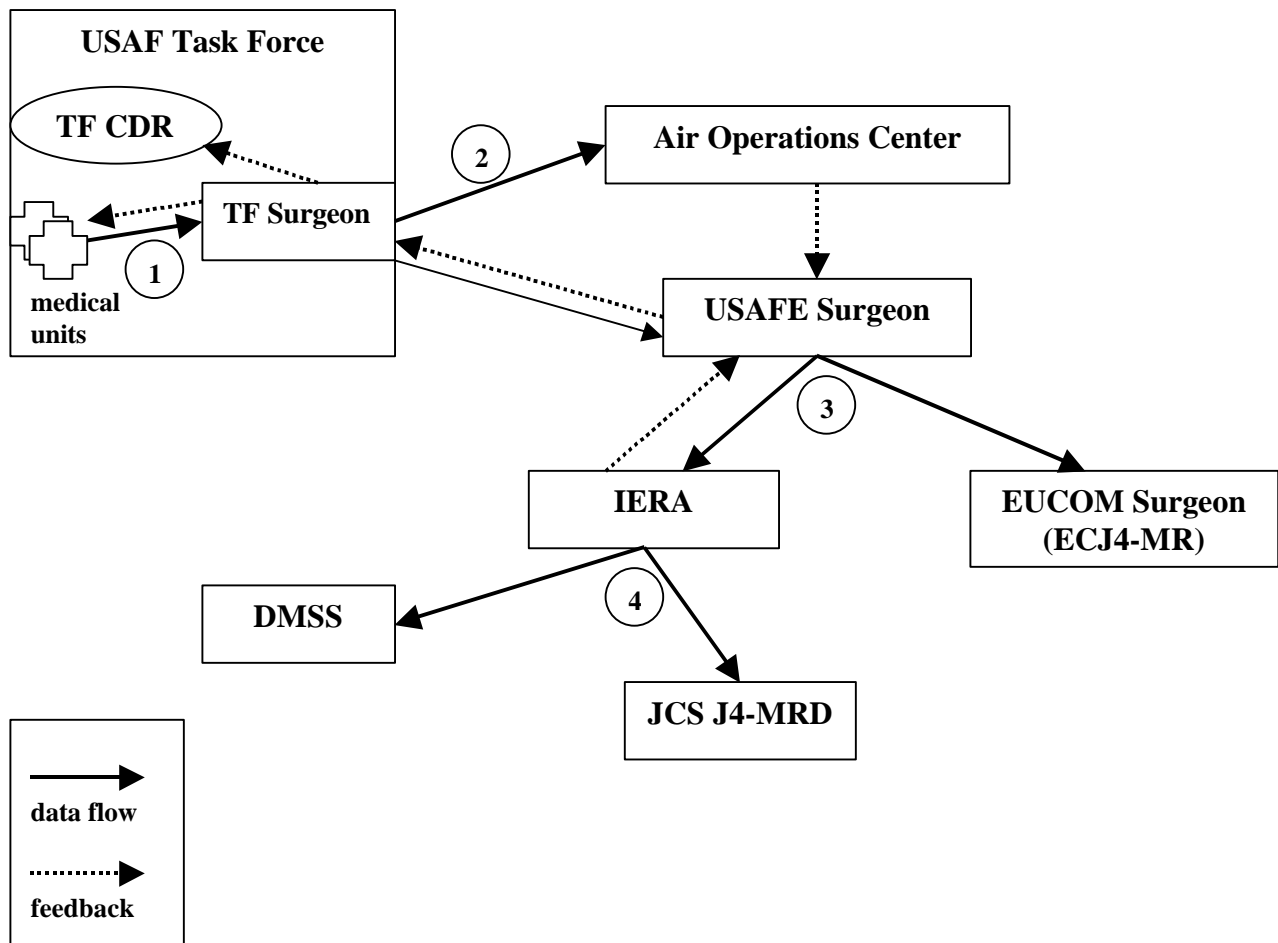 USAF Task Force
TF CDR
2
Air Operations Center
TF Surgeon
1
medical
units
USAFE Surgeon
3
IERA
EUCOM Surgeon
(ECJ4-MR)
4
DMSS
JCS J4-MRD
data flow
feedback